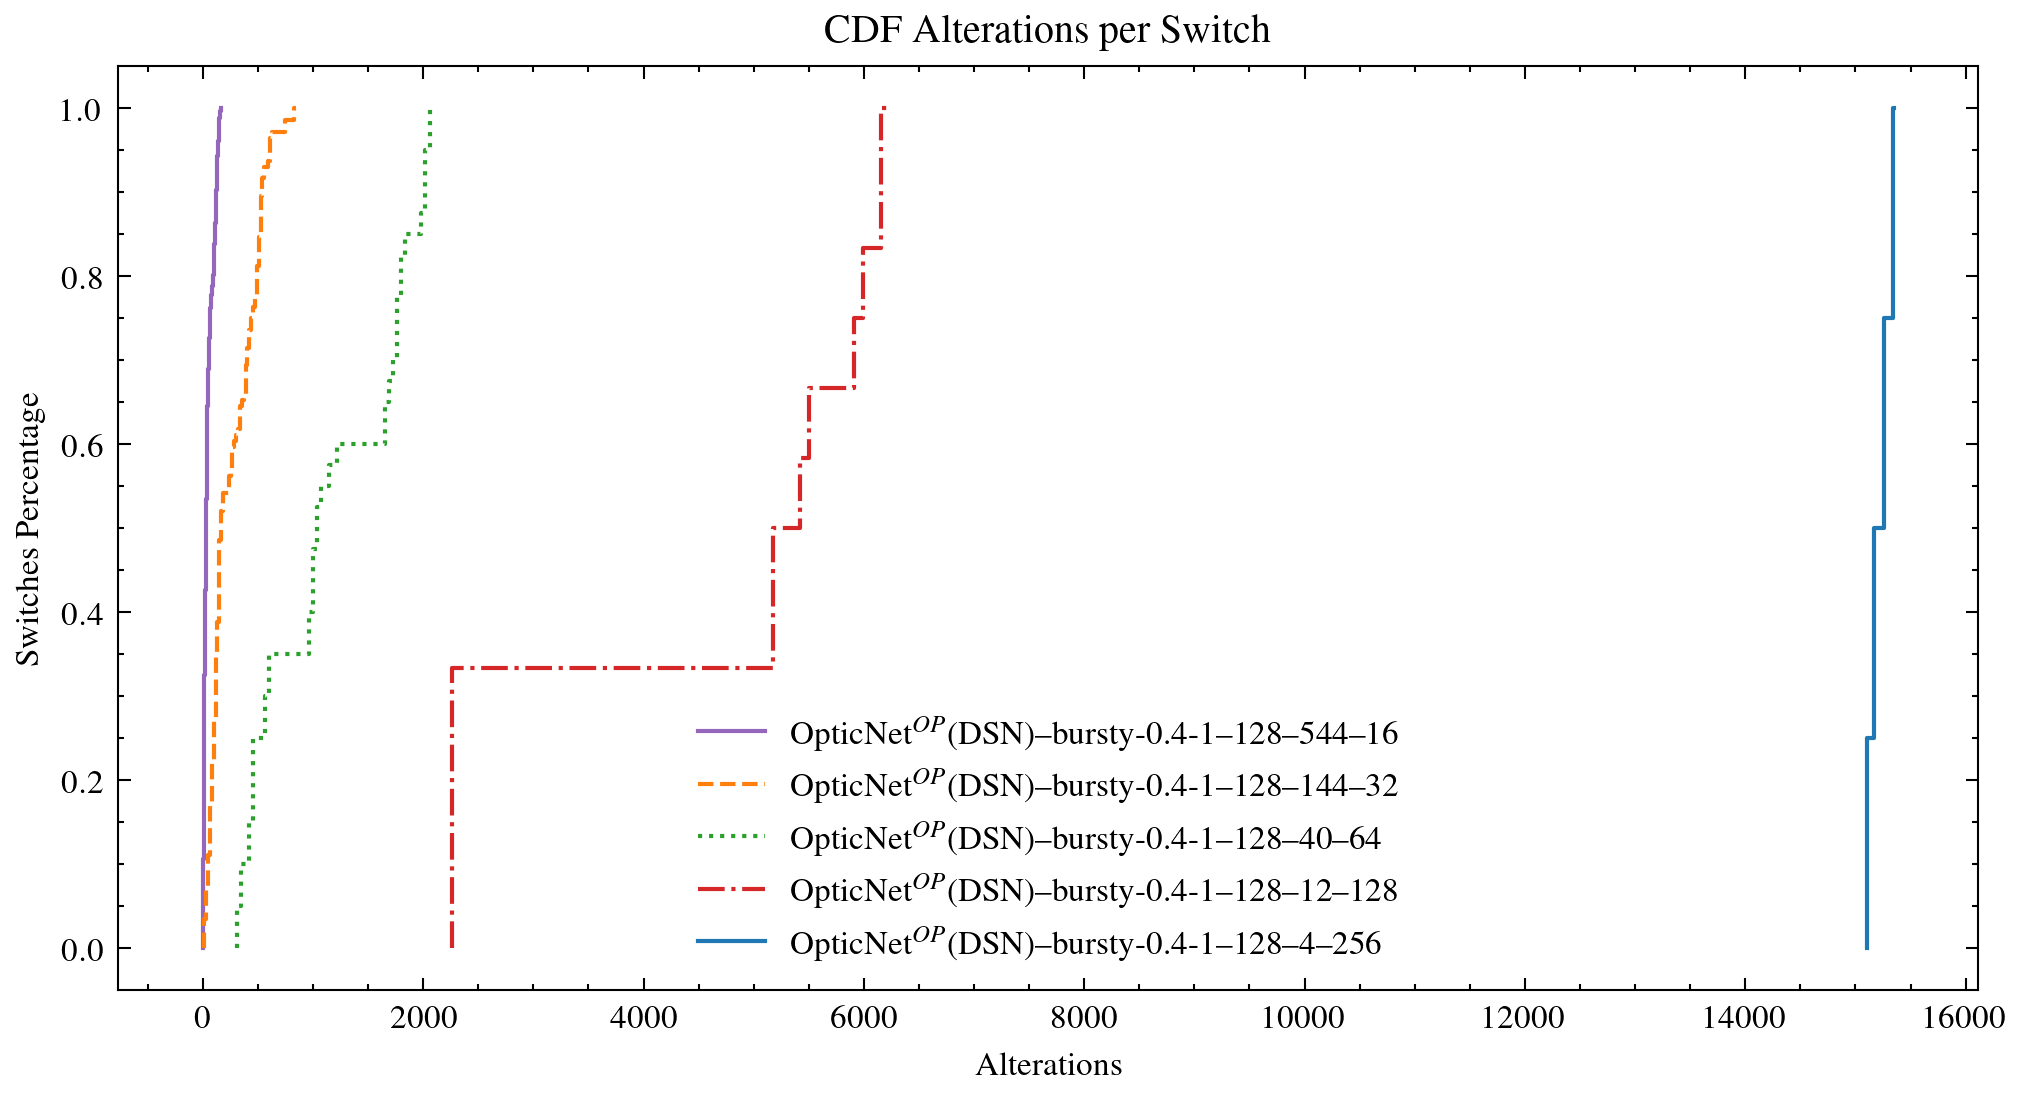 CDF Alterations per Switch
1.0
0.8
0.6
0.4
0.2
0.0
Switches Percentage
OpticNet^OP(DSN)–bursty-0.4-1–128–544–16
OpticNet^OP(DSN)–bursty-0.4-1–128–144–32
OpticNet^OP(DSN)–bursty-0.4-1–128–40–64
OpticNet^OP(DSN)–bursty-0.4-1–128–12–128
OpticNet^OP(DSN)–bursty-0.4-1–128–4–256
0 2000 4000 6000 8000 10000 12000 14000 16000
Alterations